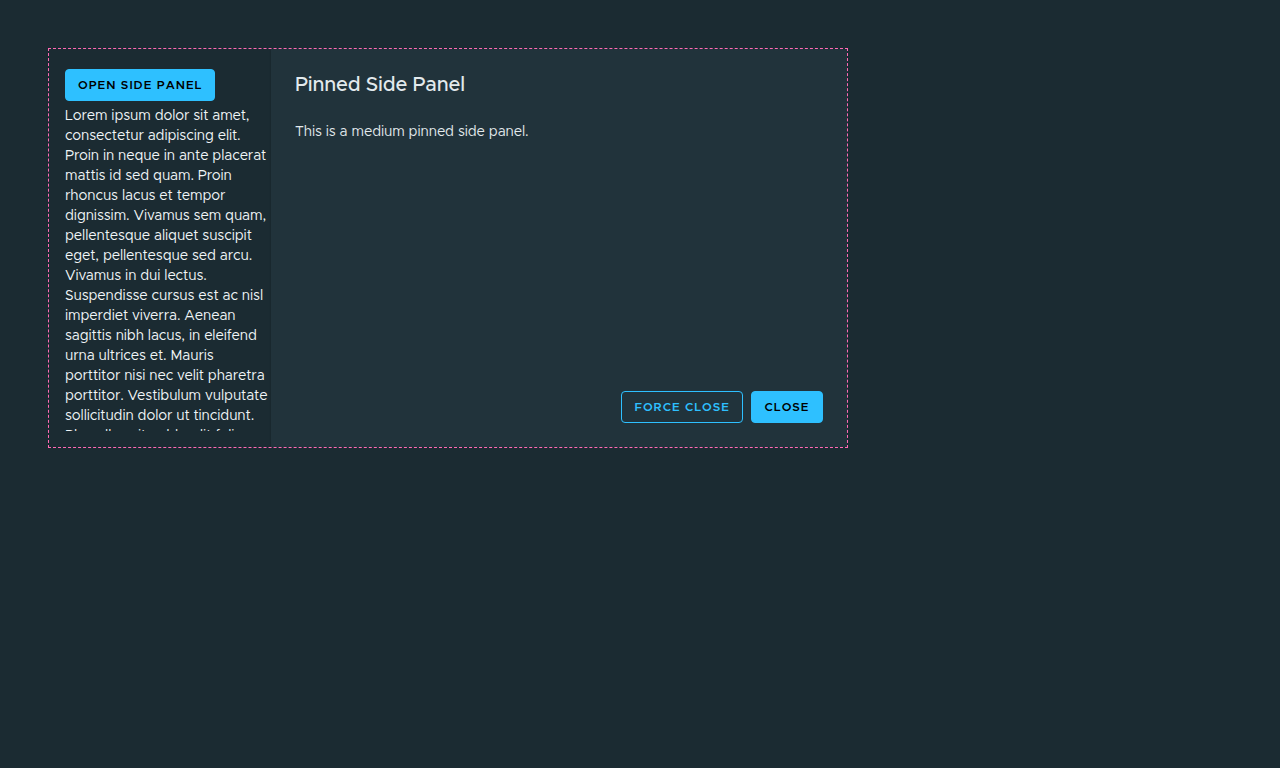 OPEN SIDE PANEL
Lorem ipsum dolor sit amet,
consectetur adipiscing elit.
Proin in neque in ante placerat
mattis id sed quam. Proin
rhoncus lacus et tempor
dignissim. Vivamus sem quam,
pellentesque aliquet suscipit
eget, pellentesque sed arcu.
Vivamus in dui lectus.
Suspendisse cursus est ac nisl
imperdiet viverra. Aenean
sagittis nibh lacus, in eleifend
urna ultrices et. Mauris
porttitor nisi nec velit pharetra
porttitor. Vestibulum vulputate
sollicitudin dolor ut tincidunt.
Pinned Side Panel
This is a medium pinned side panel.
FORCE CLOSE
CLOSE